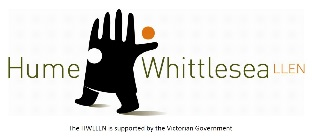 Hume Whittlesea LLEN
The HWLLEN is supported by the Victorian Government